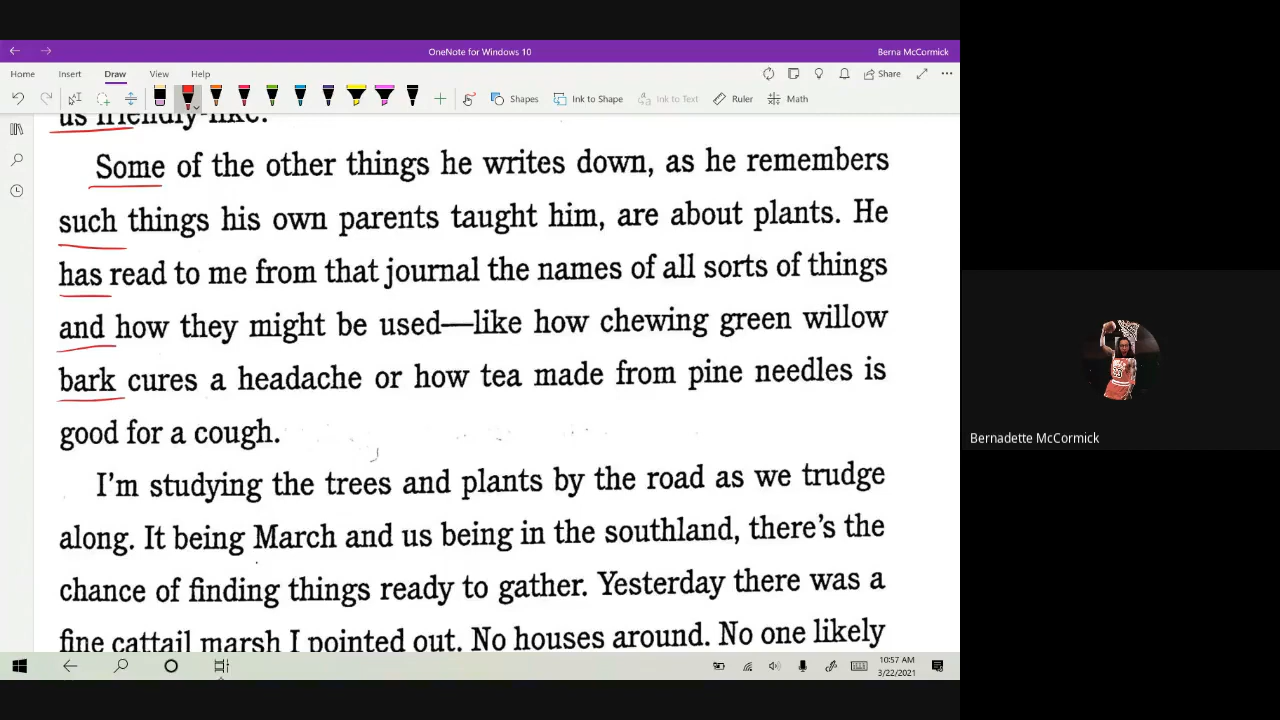 OneNote for Windows 10
Berna McCormick
Home Insert Draw View Help
Share
Shapes Ink to Shape Ink to Text Ruler Math
us friendly-like.
Some of the other things he writes down, as he remembers
such things his own parents taught him, are about plants. He
has read to me from that journal the names of all sorts of things
and how they might be used—like how chewing green willow
bark cures a headache or how tea made from pine needles is
good for a cough.
I'm studying the trees and plants by the road as we trudge
along. It being March and us being in the southland, there's the
chance of finding things ready to gather. Yesterday there was a
fine cattail marsh I pointed out. No houses around. No one likely
Bernadette McCormick
10:57 AM
3/22/2021